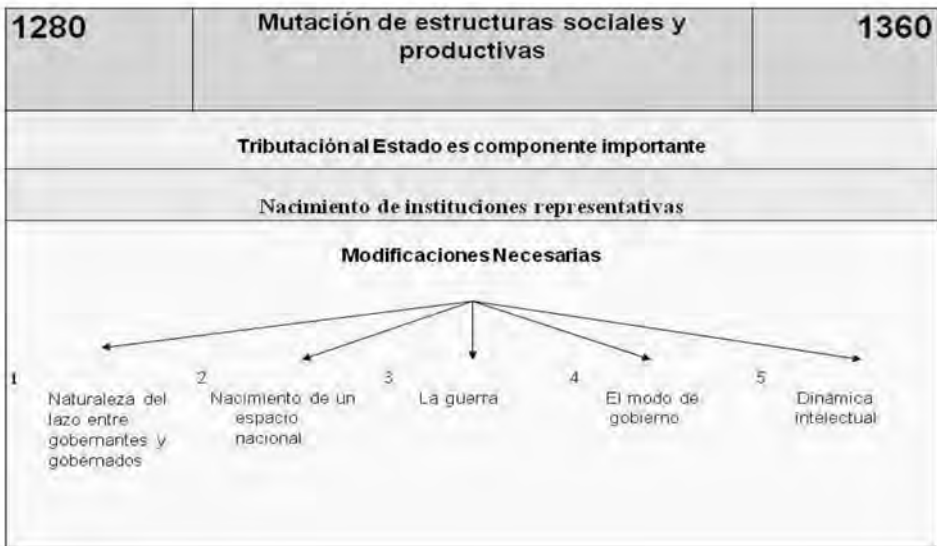 1280
Mutación de estructuras sociales y
productivas
1360
Tributación al Estado es componente importante
Nacimiento de instituciones representativas
Modificaciones Necesarias
1
Naturaleza del
lazo entre
gobernantes y
gobernados
2
Nacimiento de un
espacio
nacional
3
La guerra
4
El modo de
gobierno
5
Dinámica
intelectual